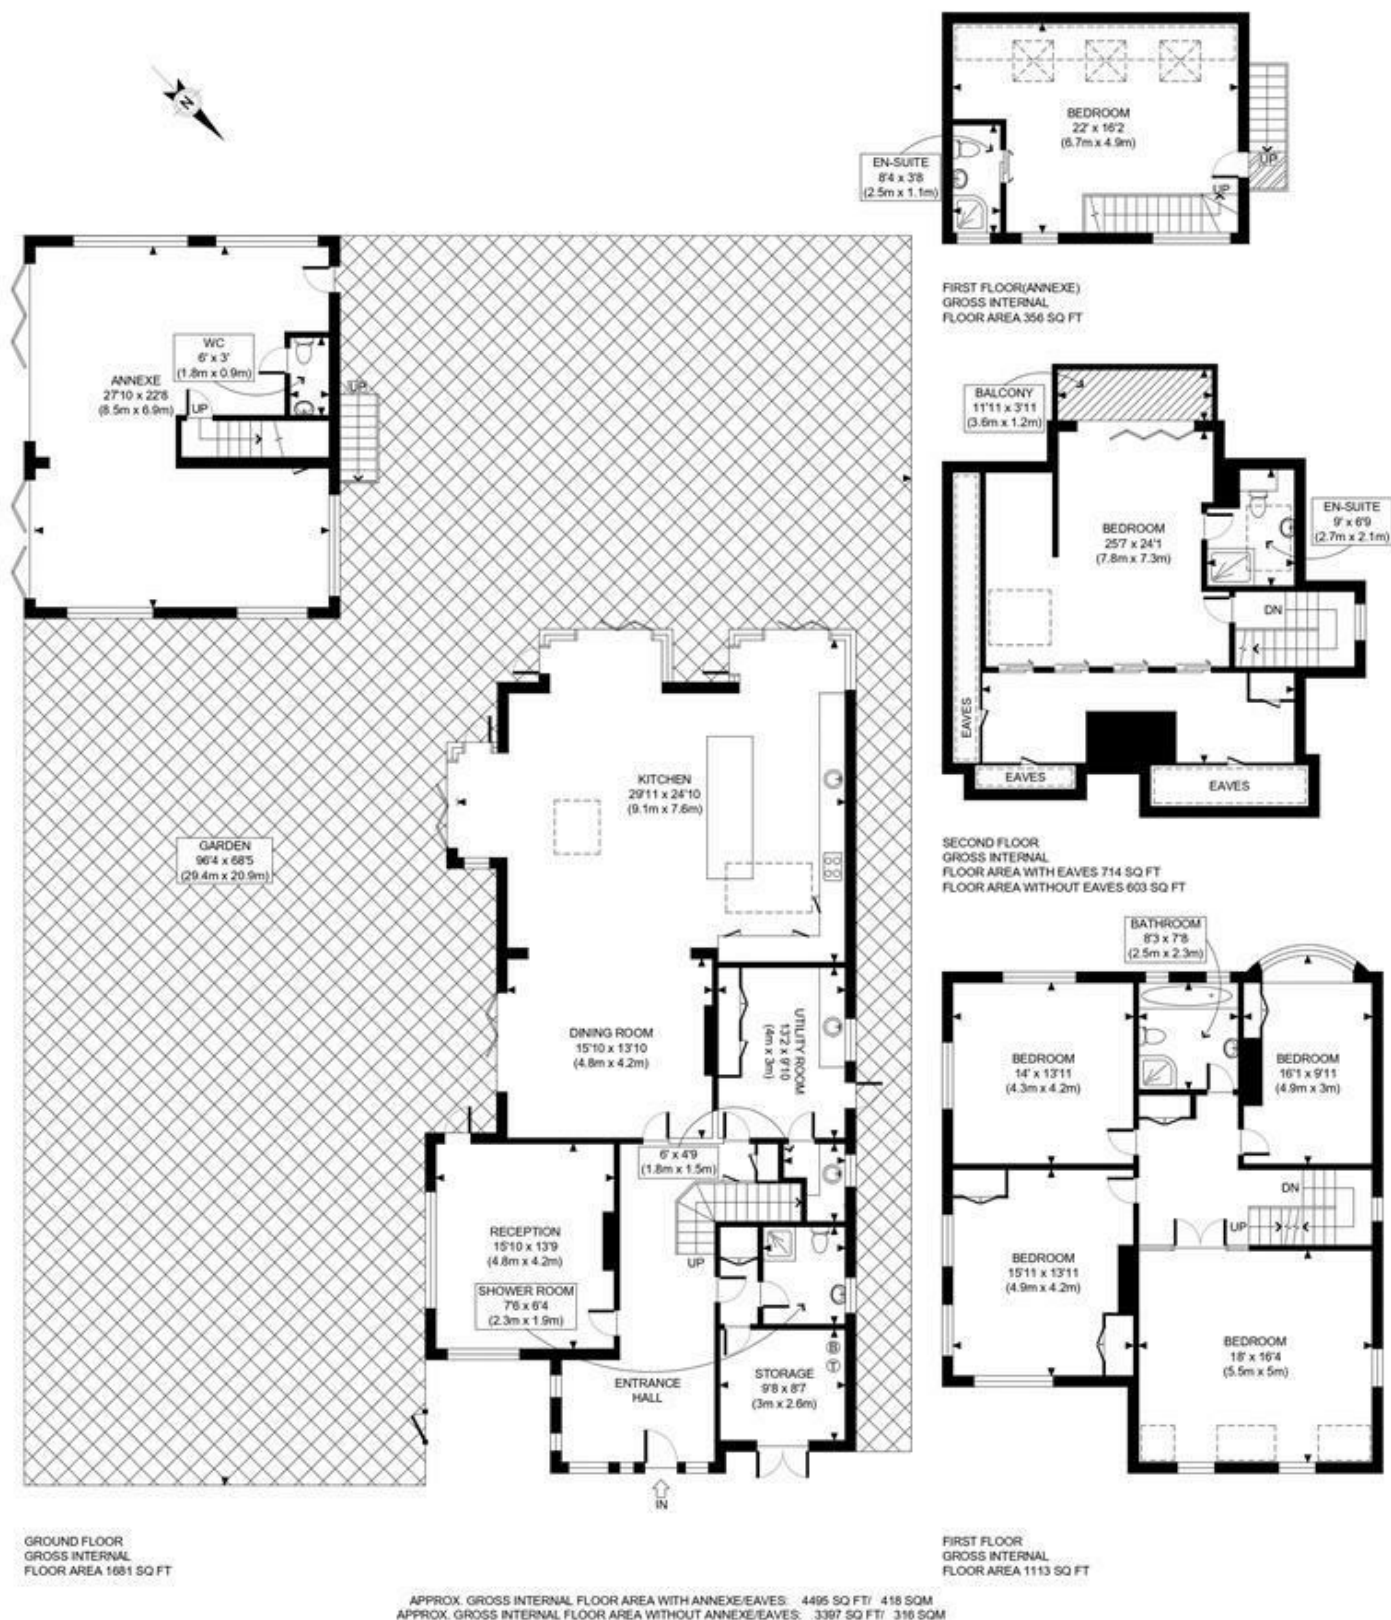 N
BEDROOM
22' x 16'2
(6.7m x 4.9m)
EN-SUITE
8'4 x 3'8
(2.5m x 1.1m)
UP
UP
FIRST FLOOR(ANNEXE)
GROSS INTERNAL
FLOOR AREA 356 SQ FT
WC
6' x 3'
(1.8m x 0.9m)
ANNEXE
27'10 x 22'8
(8.5m x 6.9m)
UP
UP
BALCONY
11'11 x 3'11
(3.6m x 1.2m)
BEDROOM
25'7 x 24'1
(7.8m x 7.3m)
EN-SUITE
9' x 6'9
(2.7m x 2.1m)
DN
EAVES
EAVES
EAVES
SECOND FLOOR
GROSS INTERNAL
FLOOR AREA WITH EAVES 714 SQ FT
FLOOR AREA WITHOUT EAVES 603 SQ FT
KITCHEN
29'11 x 24'10
(9.1m x 7.6m)
GARDEN
96'4 x 68'5
(29.4m x 20.9m)
DINING ROOM
15'10 x 13'10
(4.8m x 4.2m)
UTILITY ROOM
13'2 x 9'10
(4m x 3m)
6' x 4'9
(1.8m x 1.5m)
RECEPTION
15'10 x 13'9
(4.8m x 4.2m)
UP
SHOWER ROOM
7'6 x 6'4
(2.3m x 1.9m)
ENTRANCE
HALL
STORAGE
9'8 x 8'7
(3m x 2.6m)
B
T
IN
BATHROOM
8'3 x 7'8
(2.5m x 2.3m)
BEDROOM
14' x 13'11
(4.3m x 4.2m)
BEDROOM
16'1 x 9'11
(4.9m x 3m)
DN
UP
BEDROOM
15'11 x 13'11
(4.9m x 4.2m)
BEDROOM
18' x 16'4
(5.5m x 5m)
GROUND FLOOR
GROSS INTERNAL
FLOOR AREA 1681 SQ FT
FIRST FLOOR
GROSS INTERNAL
FLOOR AREA 1113 SQ FT
APPROX. GROSS INTERNAL FLOOR AREA WITH ANNEXE/EAVES: 4495 SQ FT/ 418 SQM
APPROX. GROSS INTERNAL FLOOR AREA WITHOUT ANNEXE/EAVES: 3397 SQ FT/ 316 SQM